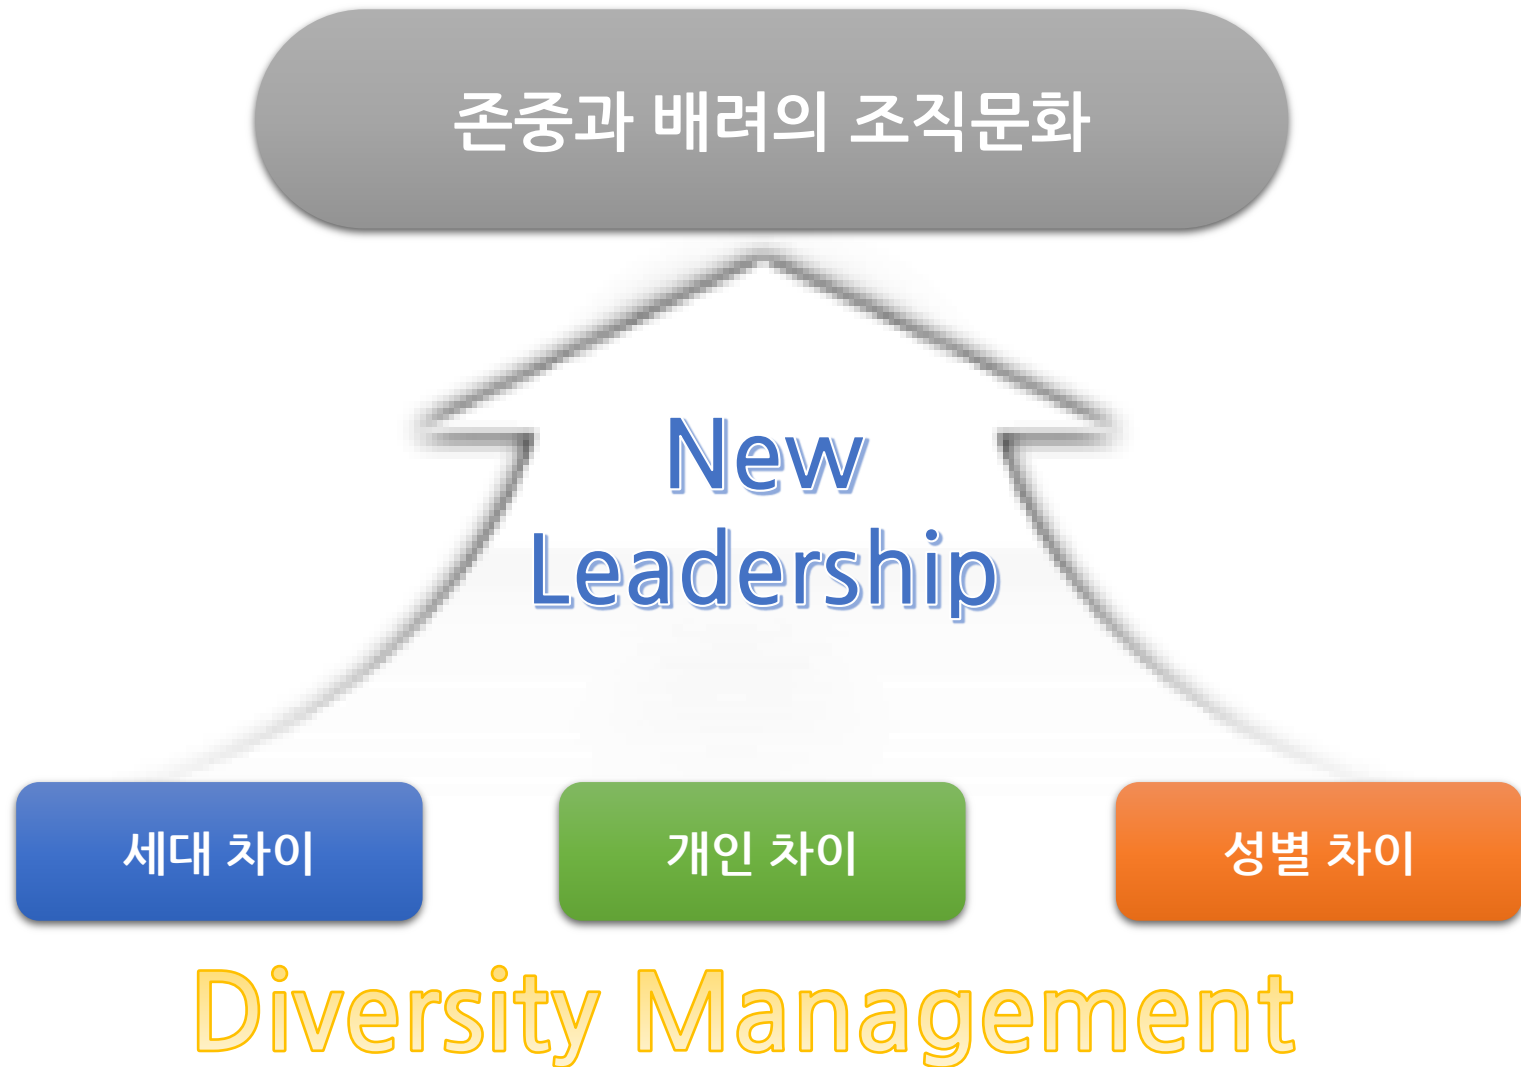 존중과 배려의 조직문화
New
Leadership
세대 차이
개인 차이
성별 차이
Diversity Management